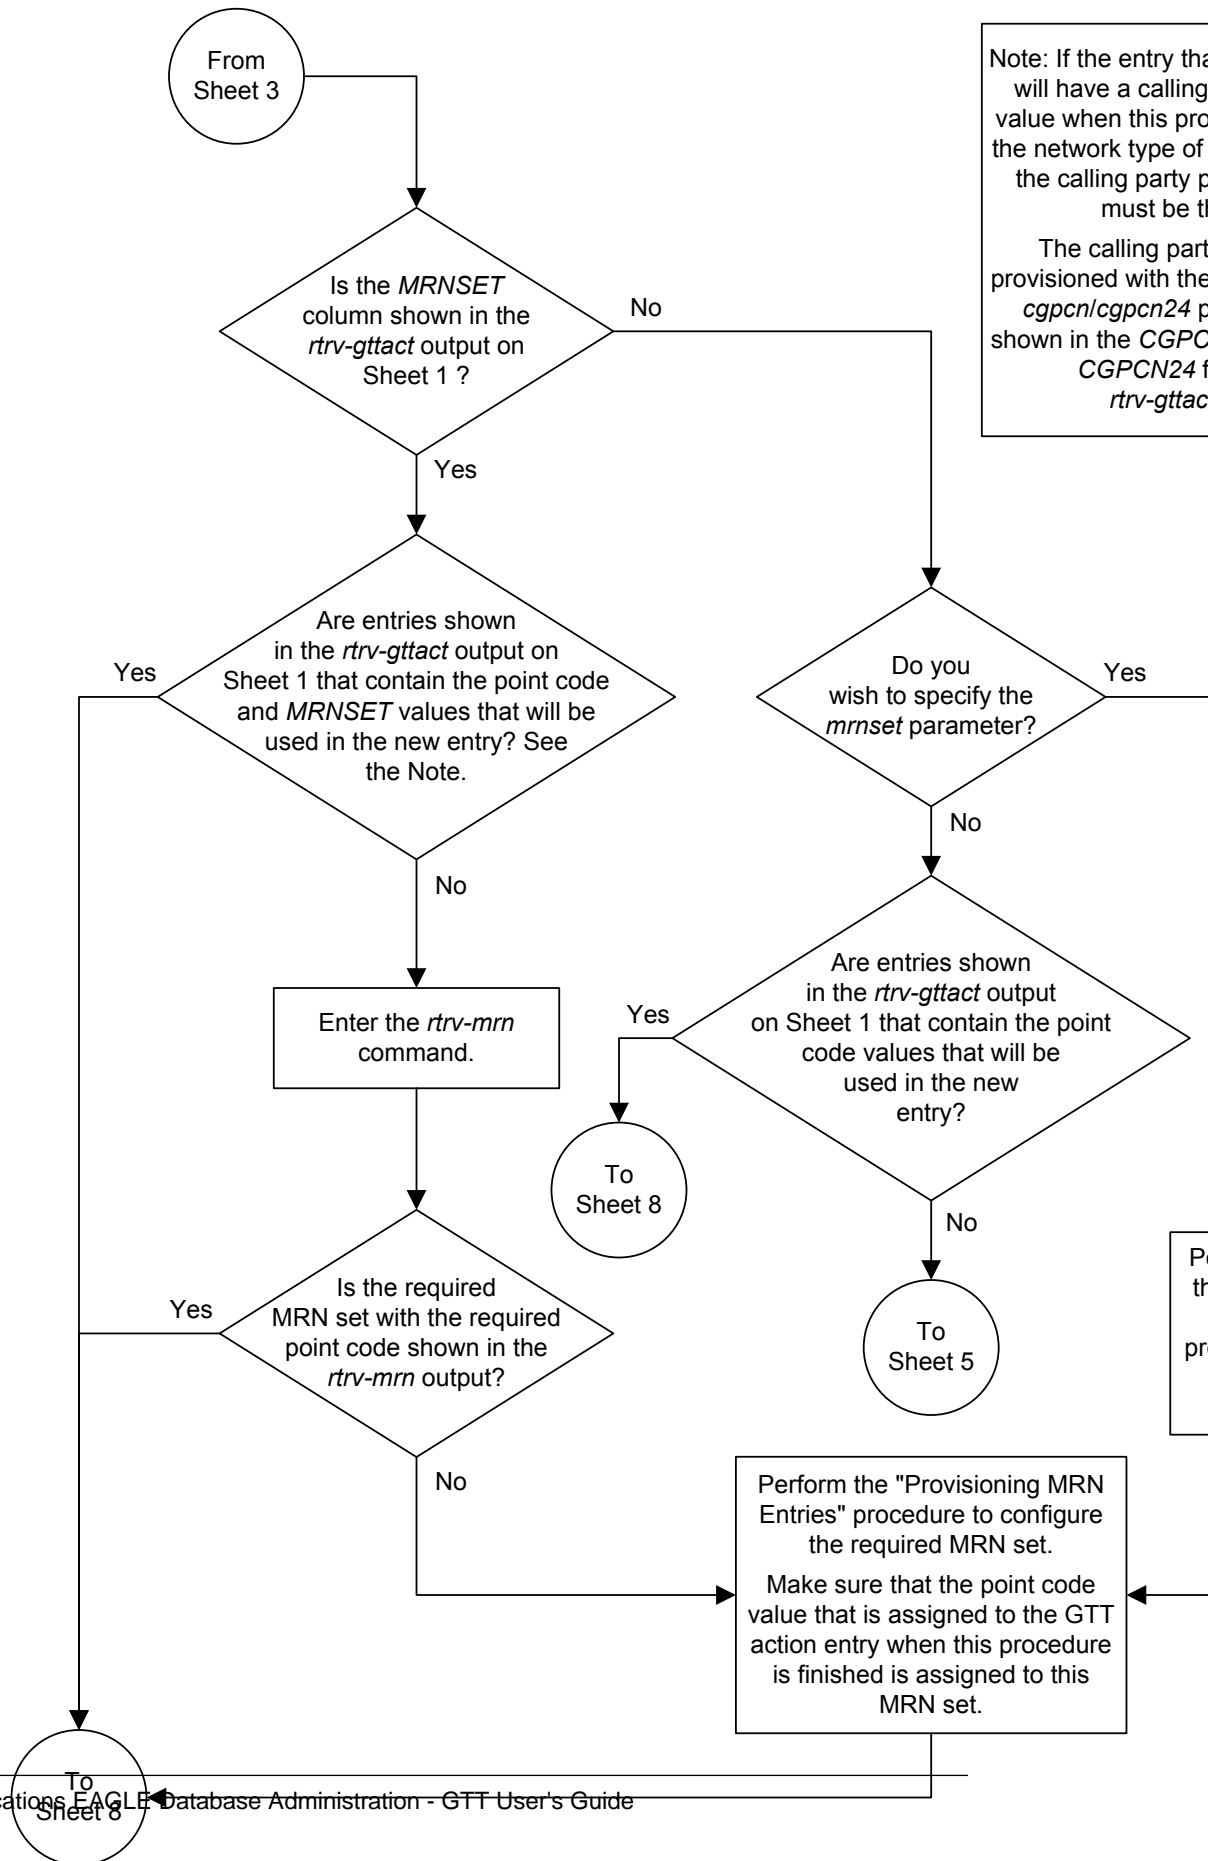 From
Sheet 3
Note: If the entry
will have a calling
value when this
the network type of
the calling party
must be
The calling
provisioned with the
cgpcn/cgpcn24
shown in the
CGPCN24
Is the MRNSET
column shown in the
rtrv-gttact output on
Sheet 1 ?
No
Yes
Are entries shown
in the rtrv-gttact output on
Sheet 1 that contain the point code
and MRNSET values that will be
used in the new entry? See
the Note.
Yes
No
Do you
wish to specify the
mrnset parameter?
Yes
No
Enter the rtrv-mrn
command.
Are entries shown
in the rtrv-gttact output
on Sheet 1 that contain the point
code values that will be
used in the new
entry?
Yes
To
Sheet 8
No
To
Sheet 5
Is the required
MRN set with the required
point code shown in the
rtrv-mrn output?
Yes
No
Perform the "Provisioning MRN
Entries" procedure to configure
the required MRN set.
Make sure that the point code
value that is assigned to the GTT
action entry when this procedure
is finished is assigned to this
MRN set.
To
Sheet 8
EAGLE Database Administration - GTT User's Guide